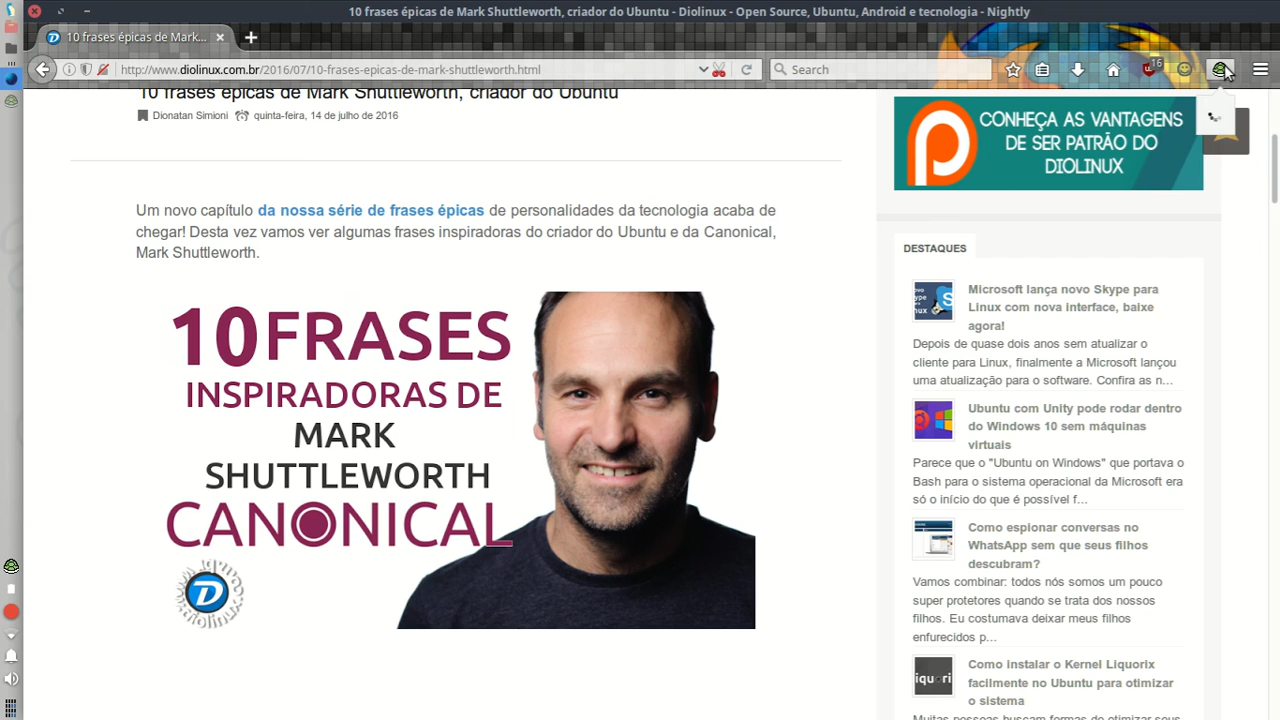 10 frases épicas de Mark Shuttleworth, criador do Ubuntu - Diolinux - Open Source, Ubuntu, Android e tecnologia - Nightly
10 frases épicas de Mark...
http://www.diolinux.com.br/2016/07/10-frases-epicas-de-mark-shuttleworth.html
Search
16
10 frases épicas de Mark Shuttleworth, criador do Ubuntu
Dionatan Simioni
quinta-feira, 14 de julho de 2016
Um novo capítulo da nossa série de frases épicas de personalidades da tecnologia acaba de
chegar! Desta vez vamos ver algumas frases inspiradoras do criador do Ubuntu e da Canonical,
Mark Shuttleworth.
10 FRASES
INSPIRADORAS DE
MARK
SHUTTLEWORTH
CANONICAL
CONHEÇA AS VANTAGENS
DE SER PATRÃO DO
DIOLINUX
DESTAQUES
Microsoft lança novo Skype para
Linux com nova interface, baixe
agora!
Depois de quase dois anos sem atualizar o
cliente para Linux, finalmente a Microsoft lançou
uma atualização para o software. Confira as n...
Ubuntu com Unity pode rodar dentro
do Windows 10 sem máquinas
virtuais
Parece que o "Ubuntu on Windows" que portava o
Bash para o sistema operacional da Microsoft era
só o início do que é possível f...
Como espionar conversas no
WhatsApp sem que seus filhos
descubram?
Vamos combinar: todos nós somos um pouco
super protetores quando se trata dos nossos
filhos. Eu costumava deixar meus filhos
enfurecidos p...
iquori
Como instalar o Kernel Liquorix
facilmente no Ubuntu para otimizar
o sistema
Muitas pessoas buscam formas de otimizar seus